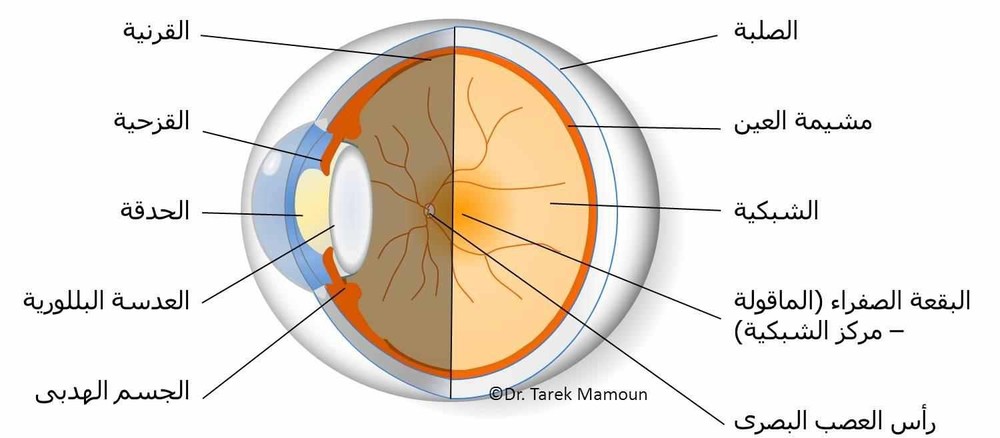 القرنية
القزحية
الحدقة
العدسة البللورية
الجسم الهدبى
الصلبة
مشيمة العين
الشبكية
البقعة الصفراء (الماقولة
– مركز الشبكية)
رأس العصب البصرى
©Dr. Tarek Mamoun